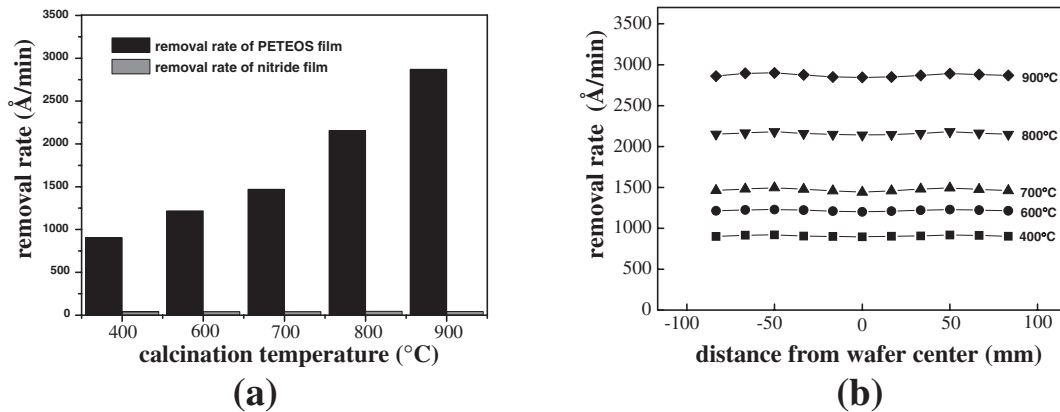 3500
3000
2500
2000
1500
1000
500
0
removal rate (Å/min)
removal rate of PETEOS film
removal rate of nitride film
400 600 700 800 900
calcination temperature (°C)
(a)
3500
3000
2500
2000
1500
1000
500
0
removal rate (Å/min)
900°C
800°C
700°C
600°C
400°C
-100 -50 0 50 100
distance from wafer center (mm)
(b)